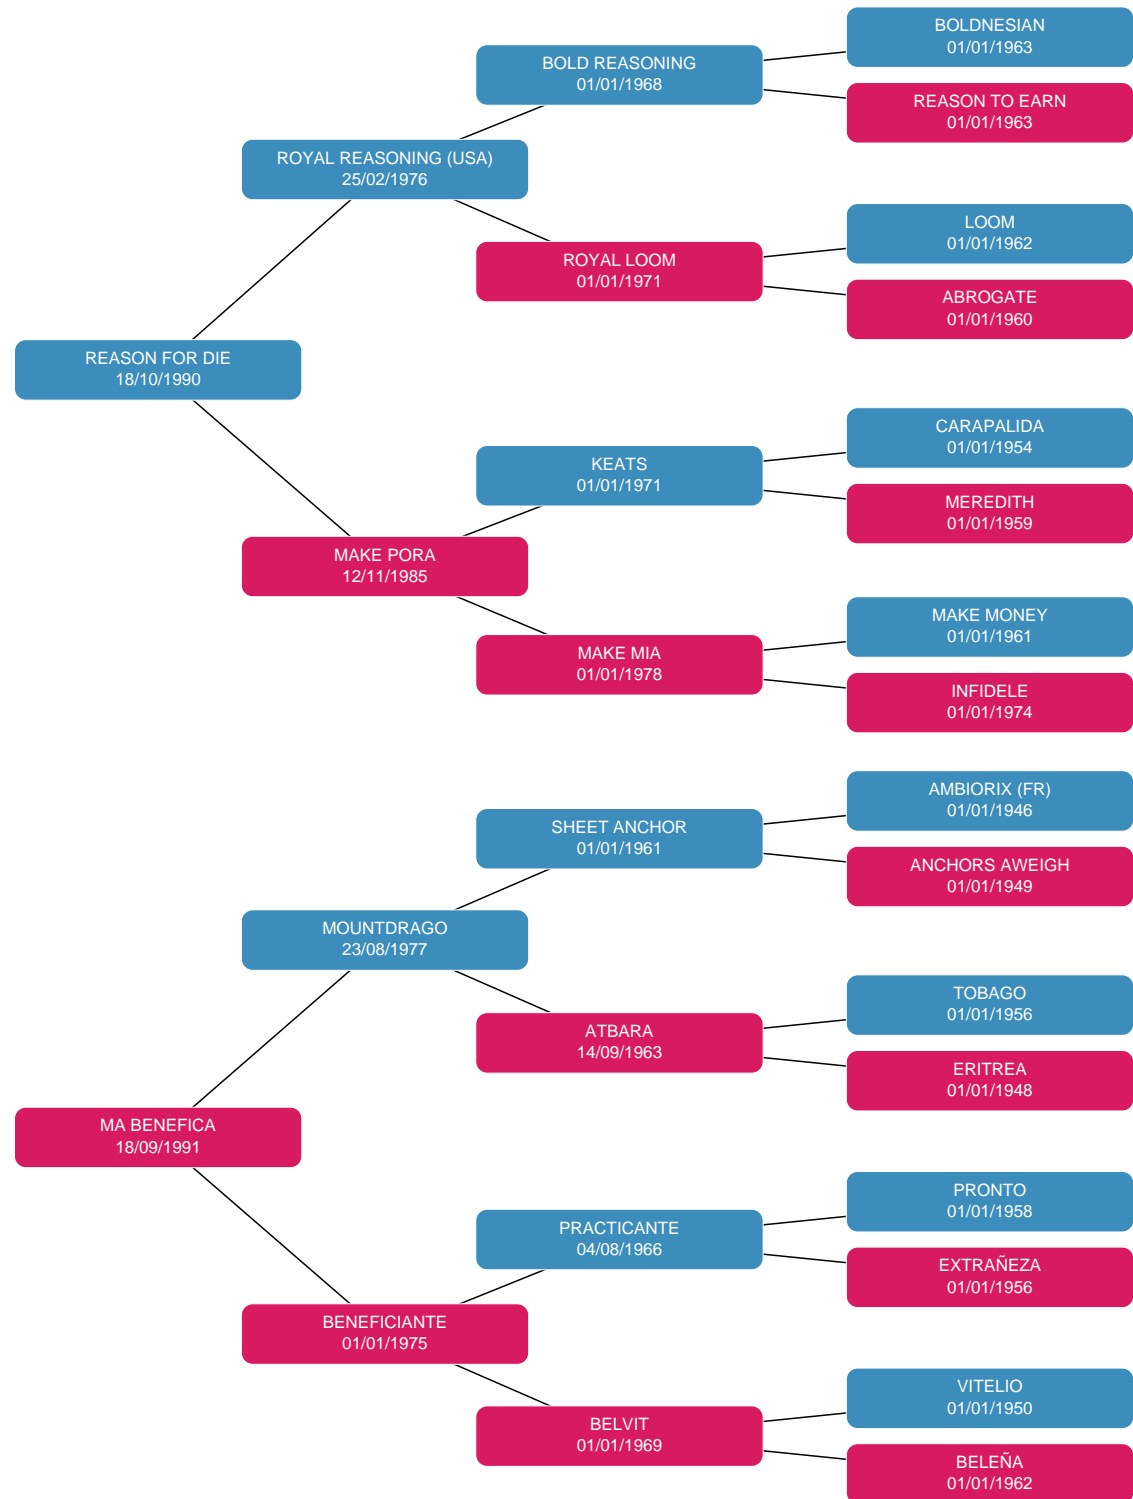 BOLDNESIAN
01/01/1963
BOLD REASONING
01/01/1968
REASON TO EARN
01/01/1963
ROYAL REASONING (USA)
25/02/1976
LOOM
01/01/1962
ROYAL LOOM
01/01/1971
ABROGATE
01/01/1960
REASON FOR DIE
18/10/1990
CARAPALIDA
01/01/1954
KEATS
01/01/1971
MEREDITH
01/01/1959
MAKE PORA
12/11/1985
MAKE MONEY
01/01/1961
MAKE MIA
01/01/1978
INFIDELE
01/01/1974
AMBIORIX (FR)
01/01/1946
SHEET ANCHOR
01/01/1961
ANCHORS AWEIGH
01/01/1949
MOUNTDRAGO
23/08/1977
TOBAGO
01/01/1956
ATBARA
14/09/1963
ERITREA
01/01/1948
MA BENEFICA
18/09/1991
PRONTO
01/01/1958
PRACTICANTE
04/08/1966
EXTRAÑEZA
01/01/1956
BENEFICIANTE
01/01/1975
VITELIO
01/01/1950
BELVIT
01/01/1969
BELEÑA
01/01/1962